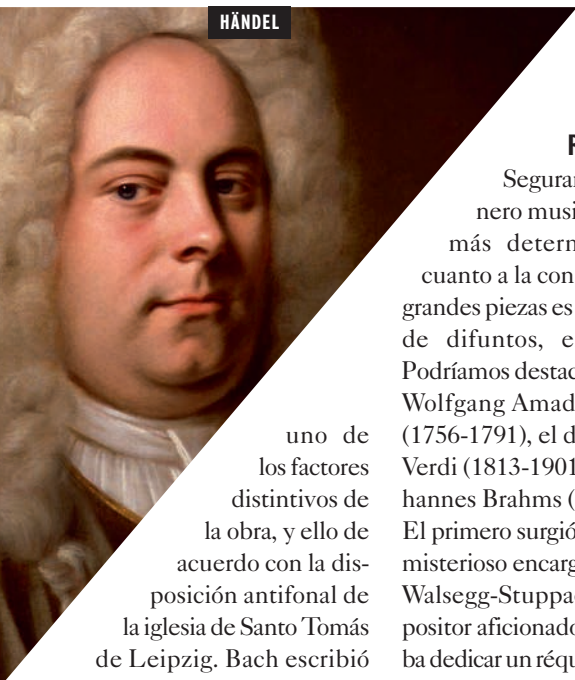 HÄNDEL
uno de
los factores
distintivos de
la obra, y ello de
acuerdo con la dis-
posición antifonal de
la iglesia de Santo Tomás
de Leipzig. Bach escribió
Segurar
nero musi
más deter
cuanto a la con
grandes piezas es
de difuntos, e
Podríamos destac
Wolfgang Amad
(1756-1791), el d
Verdi (1813-1901
hannes Brahms (
El primero surgió
misterioso encarg
Walsegg-Stuppa
positor aficionado
ba dedicar un réqu